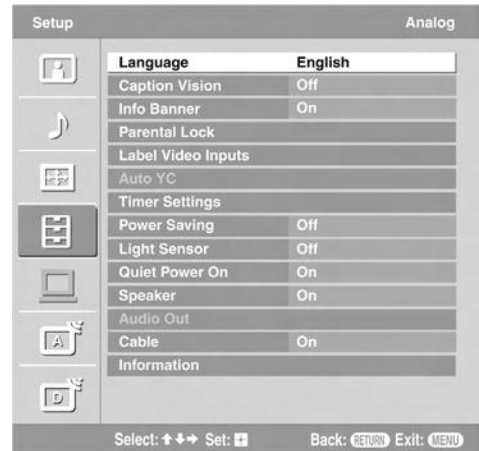 Setup Analog
Language English
Caption Vision Off
Info Banner On
Parental Lock
Label Video Inputs
Auto YC
Timer Settings
Power Saving Off
Light Sensor Off
Quiet Power On On
Speaker On
Audio Out
Cable On
Information
A
D
Select: ↑↓→ Set: + Back: RETURN Exit: MENU